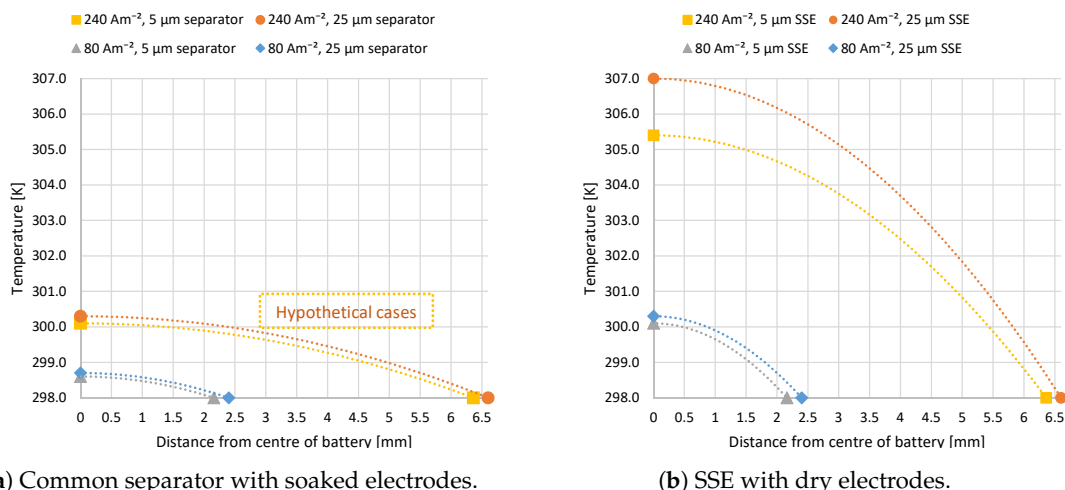 240 Am⁻², 5 µm separator 240 Am⁻², 25 µm separator
80 Am⁻², 5 µm separator 80 Am⁻², 25 µm separator
307.0
306.0
305.0
304.0
303.0
302.0
301.0
300.0
299.0
298.0
Temperature [K]
Hypothetical cases
0 0.5 1 1.5 2 2.5 3 3.5 4 4.5 5 5.5 6 6.5
Distance from centre of battery [mm]
a) Common separator with soaked electrodes.
240 Am⁻², 5 µm SSE 240 Am⁻², 25 µm SSE
80 Am⁻², 5 µm SSE 80 Am⁻², 25 µm SSE
307.0
306.0
305.0
304.0
303.0
302.0
301.0
300.0
299.0
298.0
Temperature [K]
0 0.5 1 1.5 2 2.5 3 3.5 4 4.5 5 5.5 6 6.5
Distance from centre of battery [mm]
(b) SSE with dry electrodes.